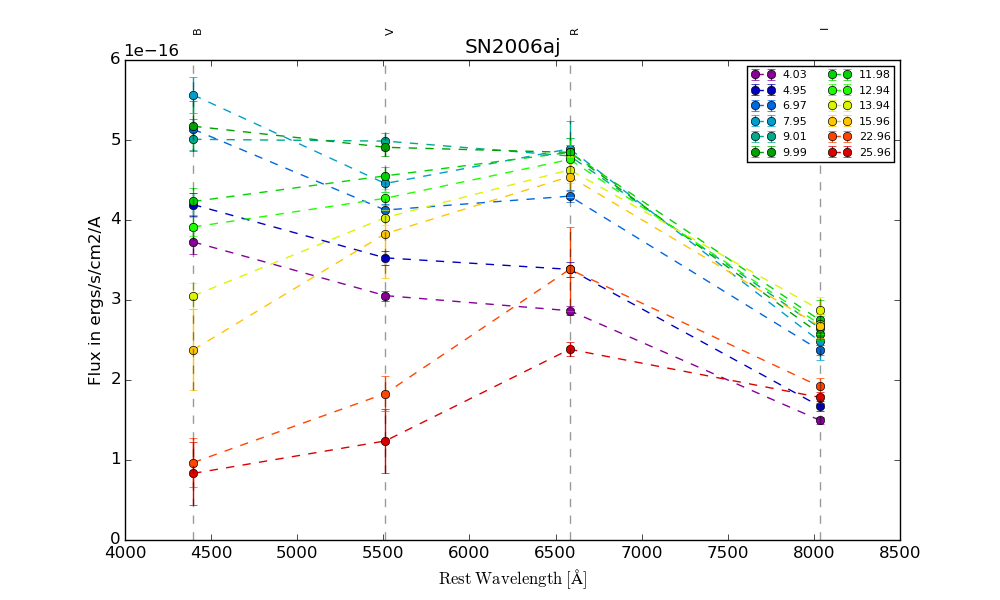 B V R I
1e−16 SN2006aj
6
5
4
3
2
1
0
Flux in ergs/s/cm2/A
4.03 11.98
4.95 12.94
6.97 13.94
7.95 15.96
9.01 22.96
9.99 25.96
4000 4500 5000 5500 6000 6500 7000 7500 8000 8500
Rest Wavelength [Å]